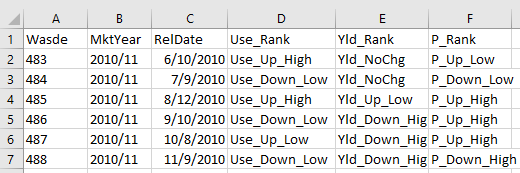 A B C D E F
1 Wasde MktYear RelDate Use_Rank Yld_Rank P_Rank
2 483 2010/11 6/10/2010 Use_Up_High Yld_NoChg P_Up_Low
3 484 2010/11 7/9/2010 Use_Down_Low Yld_NoChg P_Down_Low
4 485 2010/11 8/12/2010 Use_Up_High Yld_Up_Low P_Up_High
5 486 2010/11 9/10/2010 Use_Down_Low Yld_Down_Hig P_Up_High
6 487 2010/11 10/8/2010 Use_Up_Low Yld_Down_Hig P_Up_High
7 488 2010/11 11/9/2010 Use_Down_Low Yld_Down_Hig P_Down_High